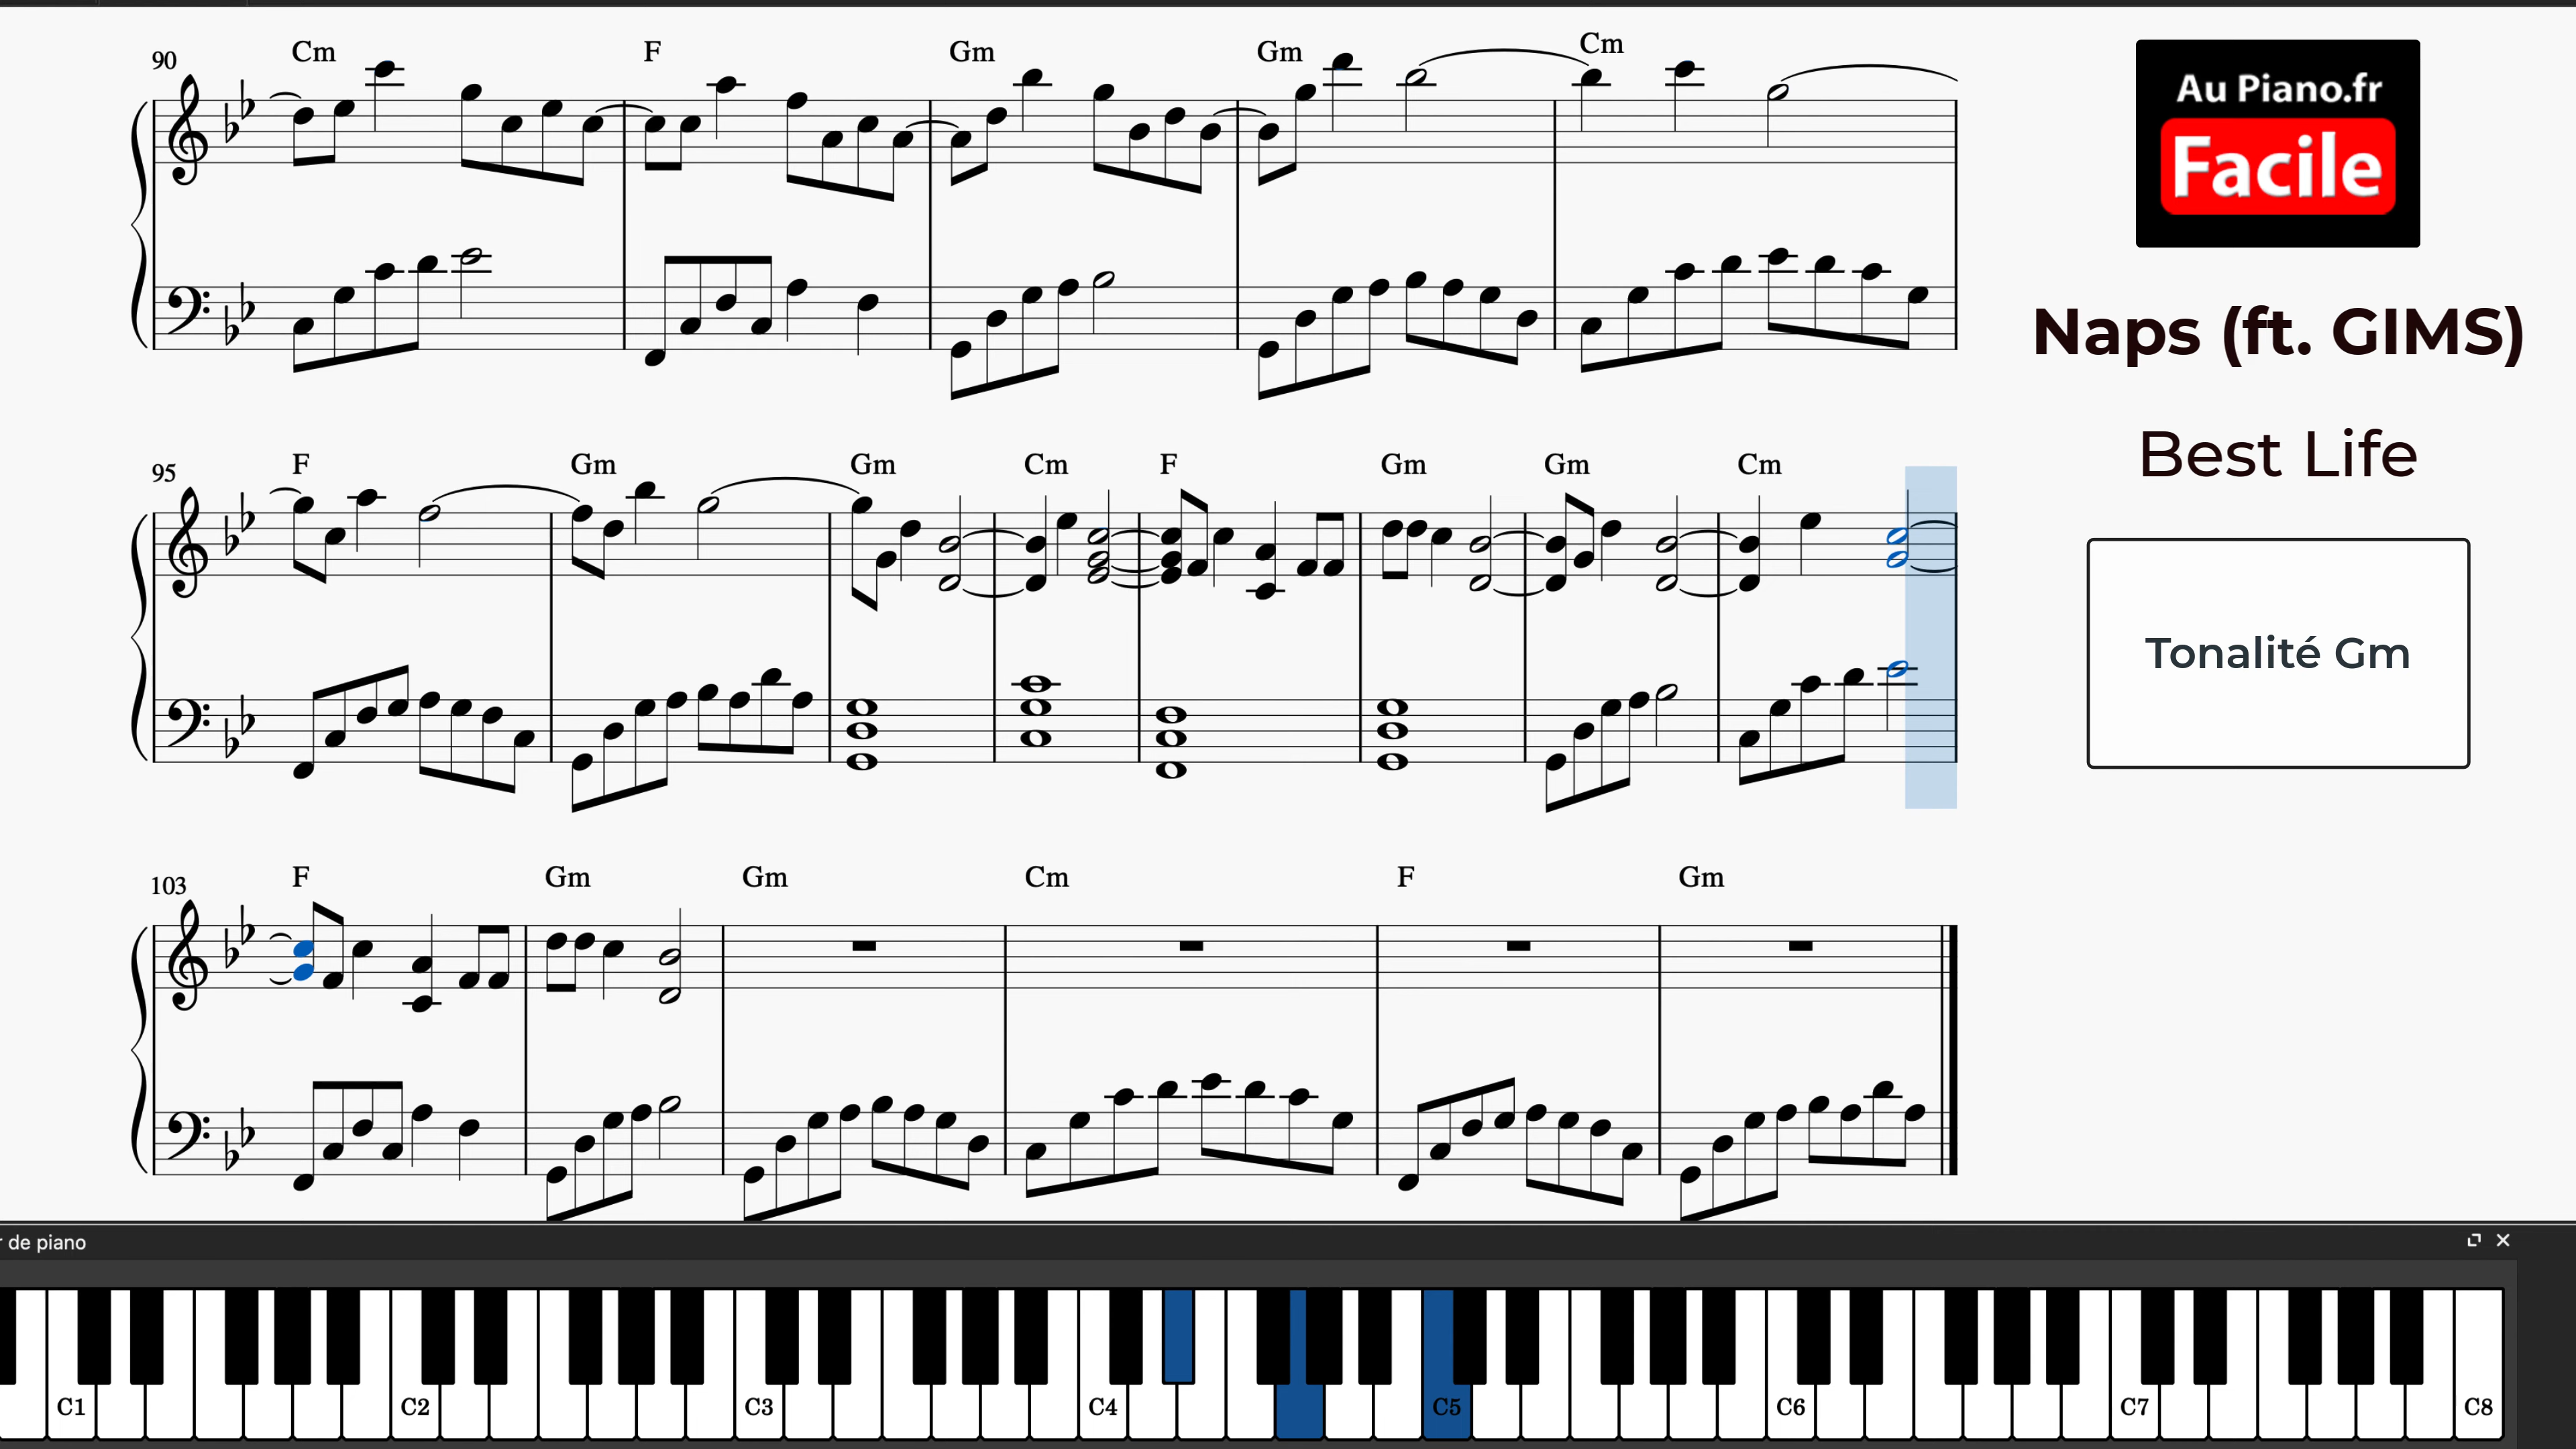 90 Cm F Gm Gm Cm
Au Piano.fr
Facile
Naps (ft. GIMS)
Best Life
95 F Gm Gm Cm F Gm Gm Cm
Tonalité Gm
103 F Gm Gm Cm F Gm
r de piano
C1 C2 C3 C4 C5 C6 C7 C8